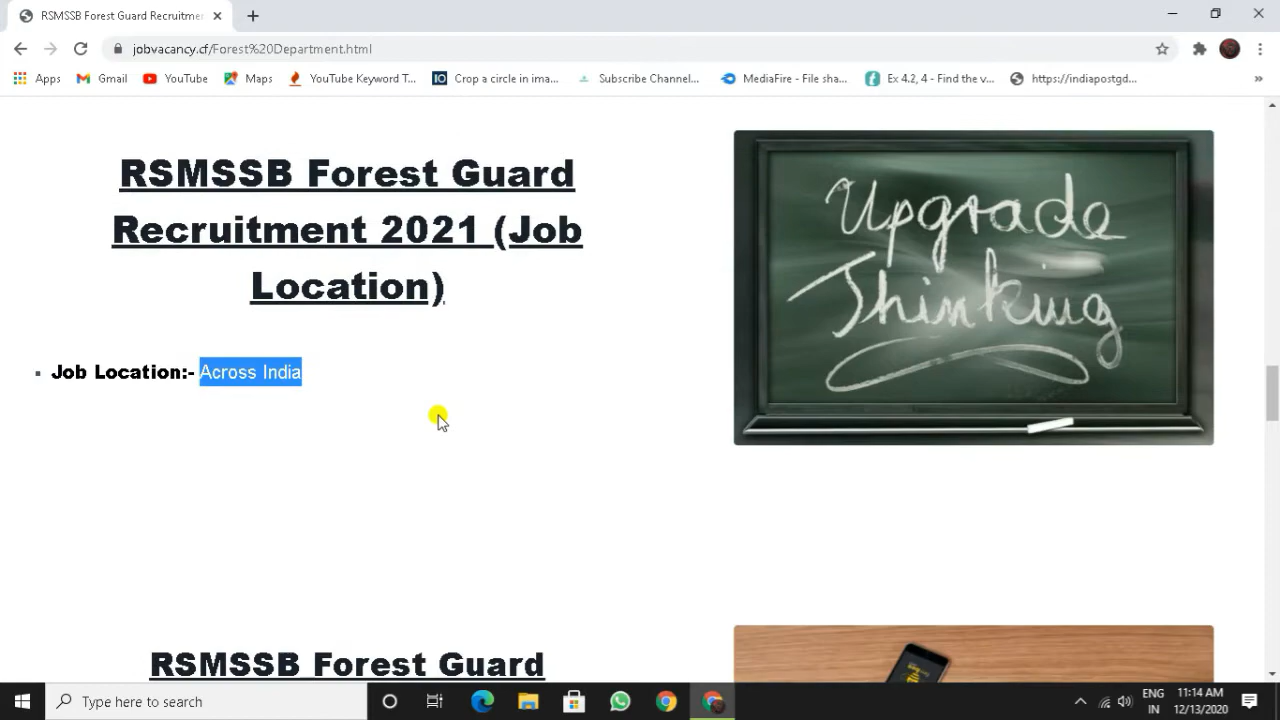 RSMSSB Forest Guard Recruitmen
jobvacancy.cf/Forest%20Department.html
Apps
Gmail
YouTube
Maps
YouTube Keyword T...
Crop a circle in ima...
Subscribe Channel...
MediaFire - File sha...
Ex 4.2, 4 - Find the v...
https://indiapostgd...
RSMSSB Forest Guard
Recruitment 2021 (Job
Location)
Job Location:- Across India
Upgrade
Thinking
RSMSSB Forest Guard
Type here to search
ENG
IN
11:14 AM
12/13/2020